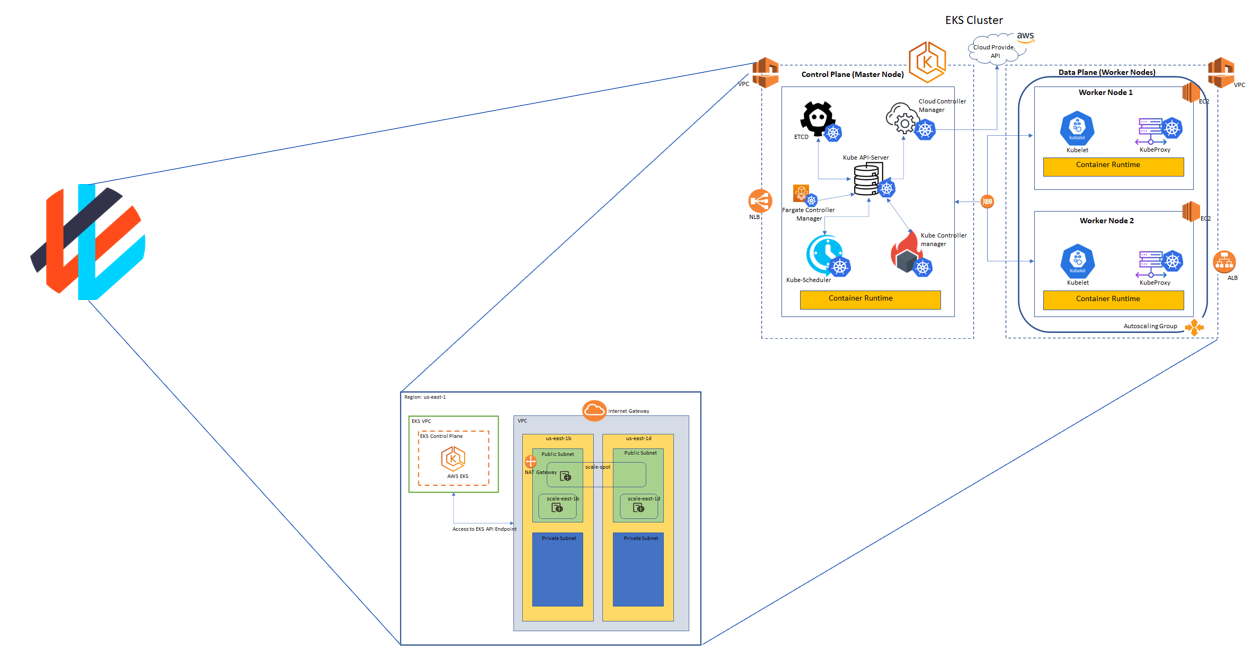 EKS Cluster
aws
Cloud Provide
API
VPC
Control Plane (Master Node)
ETCD
Cloud Controller
Manager
Kube API-Server
Fargate Controller
Manager
NLB
Kube Controller
manager
Kube-Scheduler
Container Runtime
Data Plane (Worker Nodes)
VPC
Worker Node 1
EC2
kubelet
Kubelet
KubeProxy
Container Runtime
Worker Node 2
EC2
kubelet
Kubelet
KubeProxy
Container Runtime
ALB
Autoscaling Group
Region: us-east-1
Internet Gateway
EKS VPC
EKS Control Plane
AWS EKS
Access to EKS API Endpoint
VPC
us-east-1b
us-east-1d
Public Subnet
Public Subnet
NAT Gateway
scale-spot
scale-east-1b
scale-east-1d
Private Subnet
Private Subnet